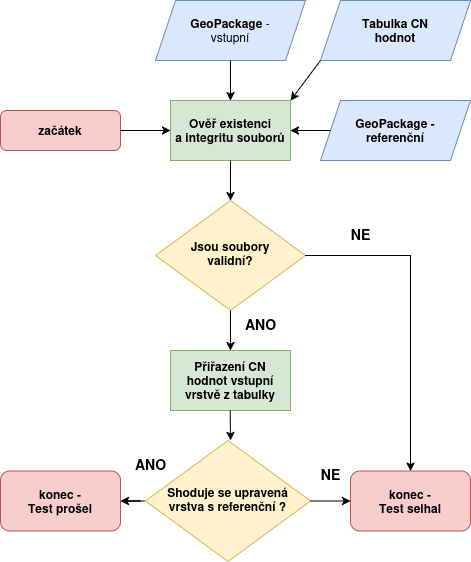 GeoPackage -
vstupní
Tabulka CN
hodnot
začátek
Ověř existenci
a integritu souborů
GeoPackage -
referenční
Jsou soubory
validní?
NE
ANO
Přiřazení CN
hodnot vstupní
vrstvě z tabulky
ANO
Shoduje se upravená
vrstva s referenční ?
NE
konec -
Test prošel
konec -
Test selhal